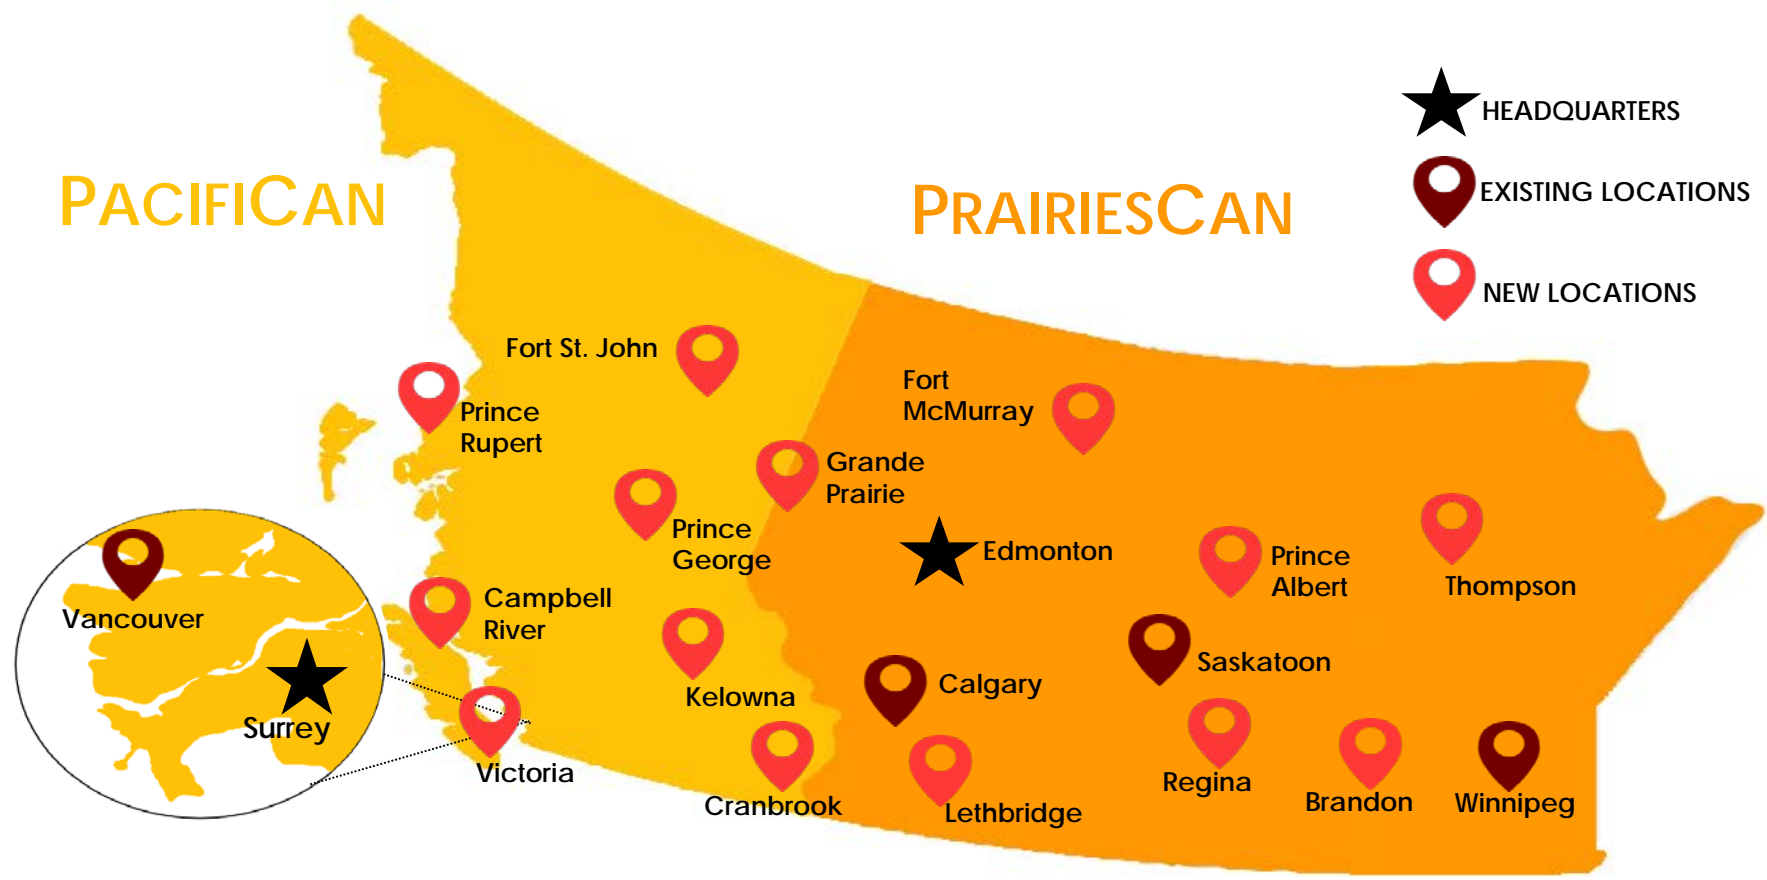 PACIFICAN
PRAIRIESCAN
HEADQUARTERS
EXISTING LOCATIONS
NEW LOCATIONS
Fort St. John
Prince
Rupert
Fort
McMurray
Grande
Prairie
Prince
George
Edmonton
Prince
Albert
Thompson
Campbell
River
Vancouver
Surrey
Kelowna
Calgary
Saskatoon
Victoria
Cranbrook
Lethbridge
Regina
Brandon
Winnipeg